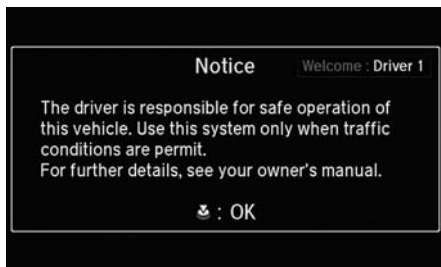 Notice
Welcome : Driver 1
The driver is responsible for safe operation of
this vehicle. Use this system only when traffic
conditions are permit.
For further details, see your owner's manual.
: OK